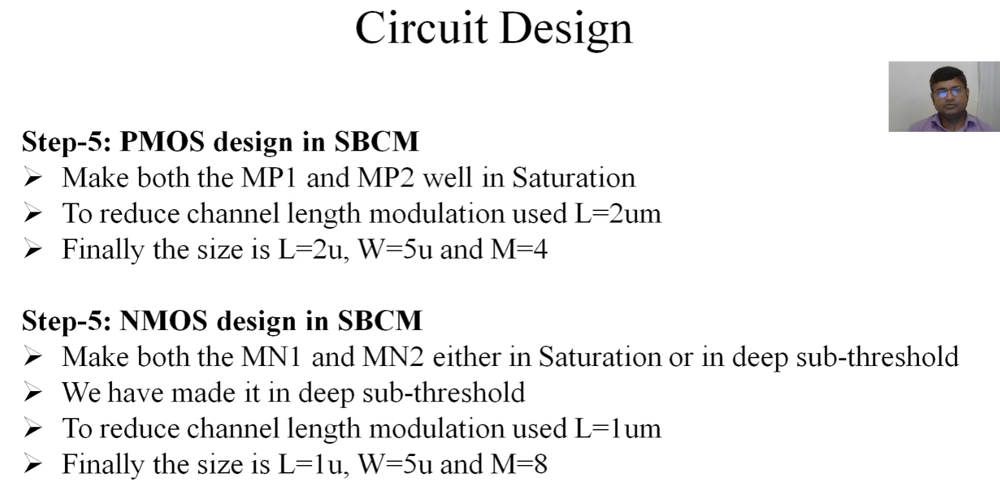 Circuit Design
Step-5: PMOS design in SBCM
➢ Make both the MP1 and MP2 well in Saturation
➢ To reduce channel length modulation used L=2um
➢ Finally the size is L=2u, W=5u and M=4
Step-5: NMOS design in SBCM
➢ Make both the MN1 and MN2 either in Saturation or in deep sub-threshold
➢ We have made it in deep sub-threshold
➢ To reduce channel length modulation used L=1um
➢ Finally the size is L=1u, W=5u and M=8